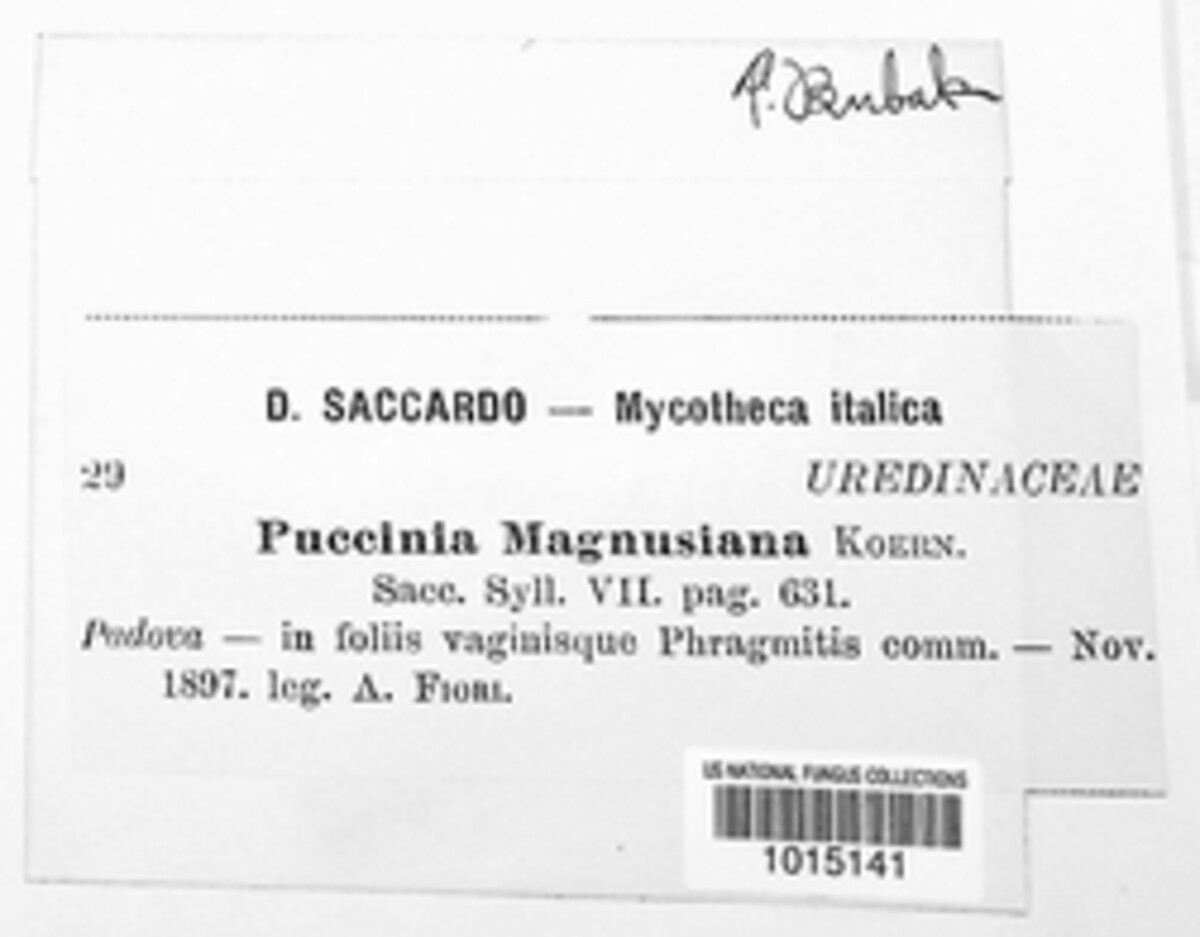 D. SACCARDO — Mycotheca italica
29 UREDINACEAE
Puccinia Magnusiana KOERN.
Sacc. Syll. VII. pag. 631.
Padova — in foliis vaginisque Phragmitis comm. — Nov.
1897. leg. A. FIORI.
US NATIONAL FUNGUS COLLECTIONS
1015141